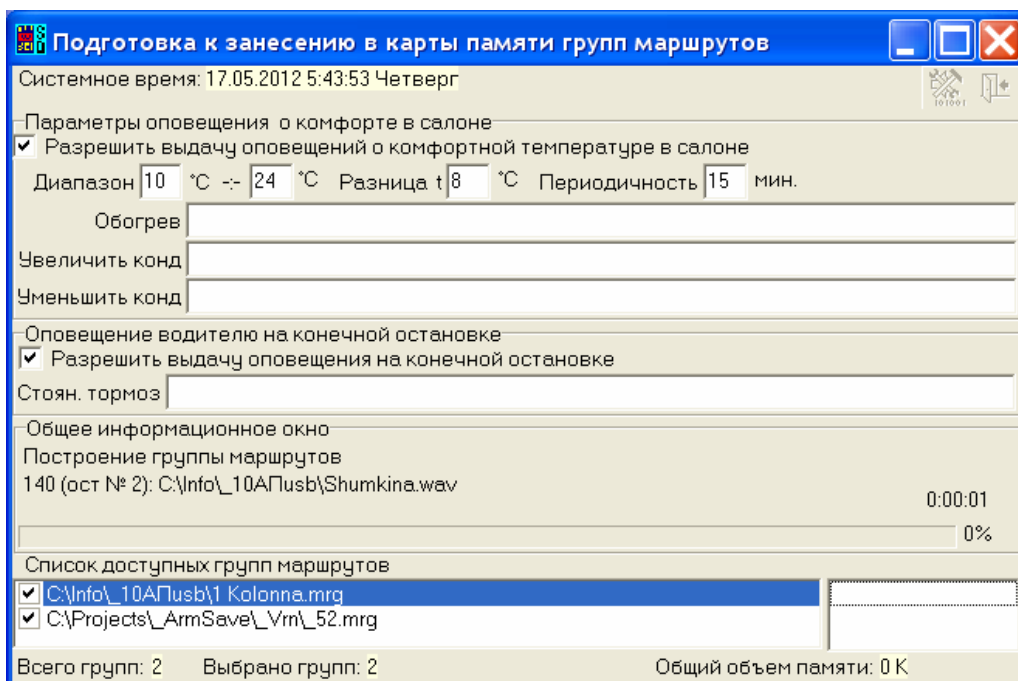 Подготовка к занесению в карты памяти групп маршрутов
Системное время: 17.05.2012 5:43:53 Четверг
101001
Параметры оповещения о комфорте в салоне
Разрешить выдачу оповещений о комфортной температуре в салоне
Диапазон 10 °C -:- 24 °C Разница t 8 °C Периодичность 15 мин.
Обогрев
Увеличить конд
Уменьшить конд
Оповещение водителю на конечной остановке
Разрешить выдачу оповещения на конечной остановке
Стоян. тормоз
Общее информационное окно
Построение группы маршрутов
140 (ост № 2): C:\Info\_10АПusb\Shumkina.wav
0:00:01
0%
Список доступных групп маршрутов
C:\Info\_10АПusb\1 Kolonna.mrg
C:\Projects\_ArmSave\_Vrn\_52.mrg
Всего групп: 2 Выбрано групп: 2 Общий объем памяти: 0 К